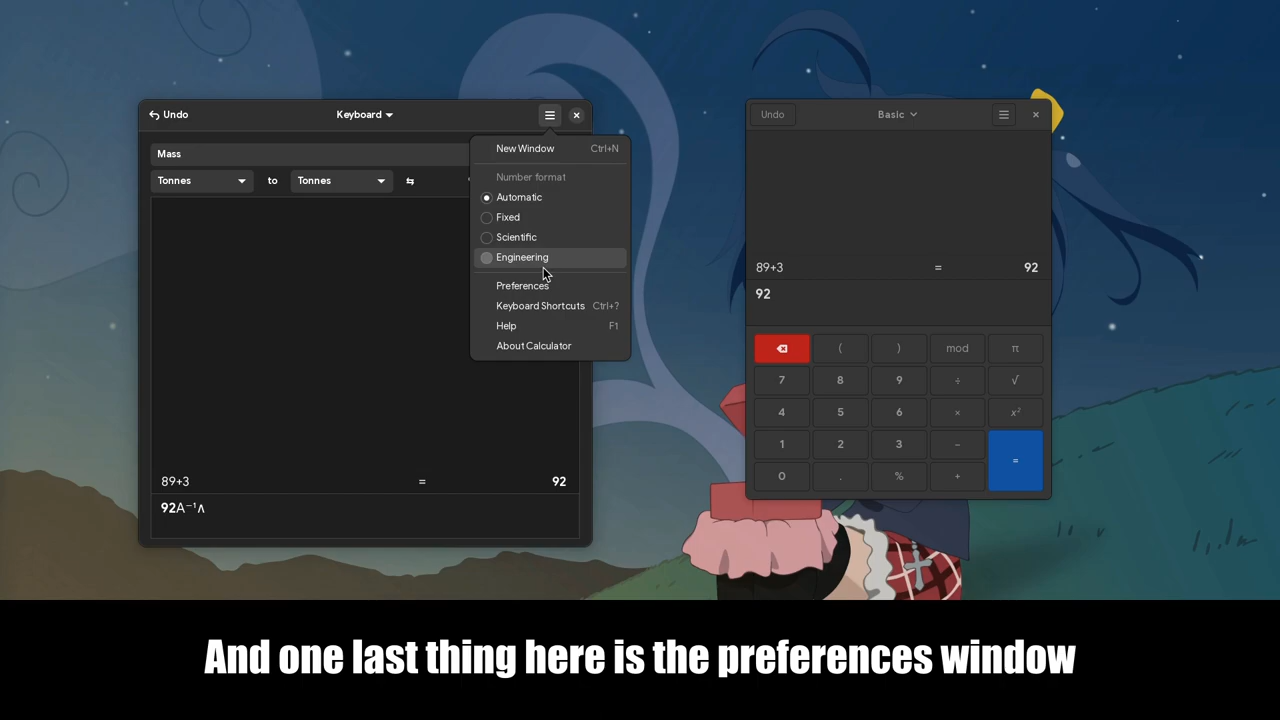 Undo
Keyboard
Mass
Tonnes to Tonnes ⇆
89+3 = 92
92A⁻¹∧
New Window Ctrl+N
Number format
Automatic
Fixed
Scientific
Engineering
Preferences
Keyboard Shortcuts Ctrl+?
Help F1
About Calculator
Undo Basic
89+3 = 92
92
( ) mod π
7 8 9 ÷ √
4 5 6 × x²
1 2 3 −
=
0 . % +
And one last thing here is the preferences window